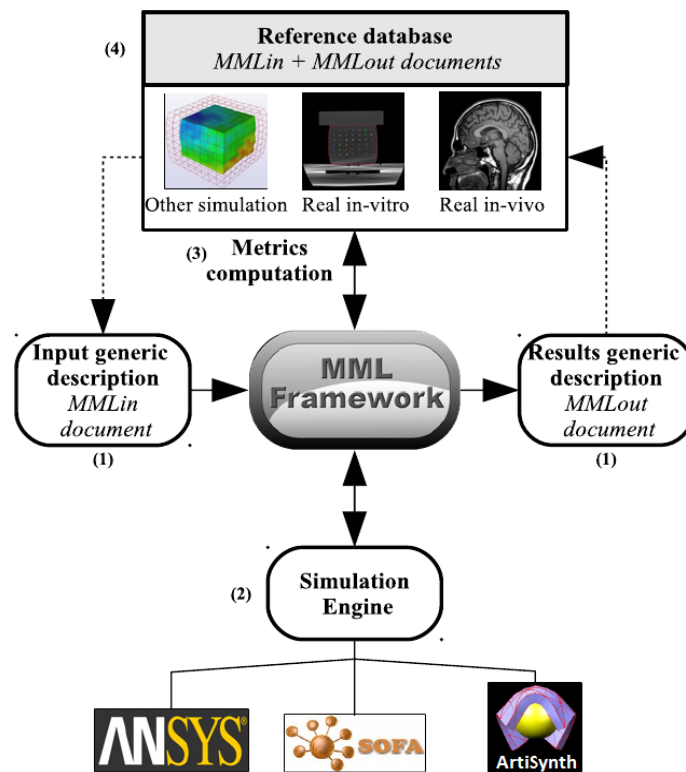 Reference database
(4)
MMLin + MMLout documents
Other simulation
Real in-vitro
Real in-vivo
(3)
Metrics
computation
Input generic
description
MMLin
document
(1)
MML
Framework
Results generic
description
MMLout
document
(1)
(2)
Simulation
Engine
ANSYS®
SOFA
ArtiSynth